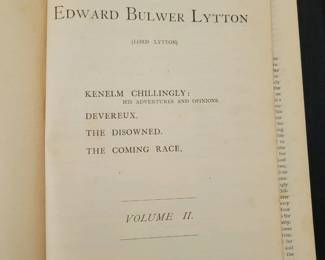 EDWARD BULWER LYTTON
(LORD LYTTON)
KENELM CHILLINGLY:
HIS ADVENTURES AND OPINIONS
DEVEREUX.
THE DISOWNED.
THE COMING RACE.
VOLUME II.